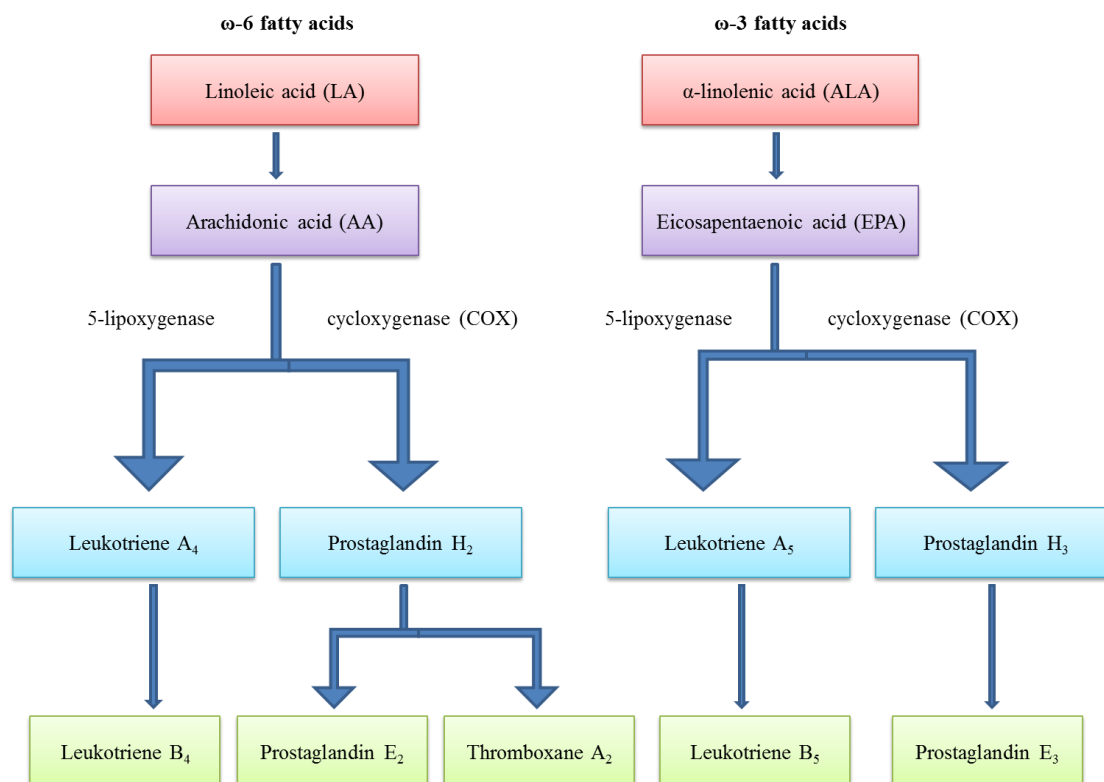 ω-6 fatty acids
ω-3 fatty acids
Linoleic acid (LA)
α-linolenic acid (ALA)
Arachidonic acid (AA)
Eicosapentaenoic acid (EPA)
5-lipoxygenase
cycloxygenase (COX)
5-lipoxygenase
cycloxygenase (COX)
Leukotriene A₄
Prostaglandin H₂
Leukotriene A₅
Prostaglandin H₃
Leukotriene B₄
Prostaglandin E₂
Thromboxane A₂
Leukotriene B₅
Prostaglandin E₃